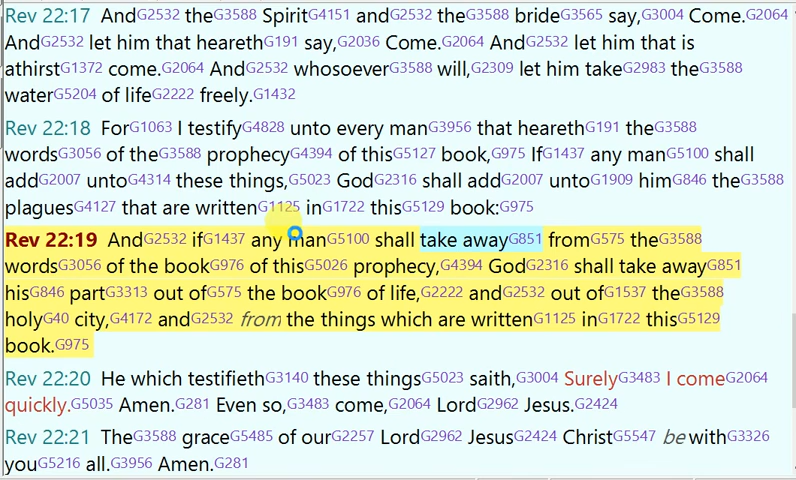 Rev 22:17 AndG2532 theG3588 SpiritG4151 andG2532 theG3588 brideG3565 say,G3004 Come.G2064
AndG2532 let him that hearethG191 say,G2036 Come.G2064 AndG2532 let him that is
athirstG1372 come.G2064 AndG2532 whosoeverG3588 will,G2309 let him takeG2983 theG3588
waterG5204 of lifeG2222 freely.G1432
Rev 22:18 ForG1063 I testifyG4828 unto every manG3956 that hearethG191 theG3588
wordsG3056 of theG3588 prophecyG4394 of thisG5127 book,G975 IfG1437 any manG5100 shall
addG2007 untoG4314 these things,G5023 GodG2316 shall addG2007 untoG1909 himG846 theG3588
plaguesG4127 that are writtenG1125 inG1722 thisG5129 book:G975
Rev 22:19 AndG2532 ifG1437 any manG5100 shall take awayG851 fromG575 theG3588
wordsG3056 of the bookG976 of thisG5026 prophecy,G4394 GodG2316 shall take awayG851
hisG846 partG3313 out ofG575 the bookG976 of life,G2222 andG2532 out ofG1537 theG3588
holyG40 city,G4172 andG2532 from the things which are writtenG1125 inG1722 thisG5129
book.G975
Rev 22:20 He which testifiethG3140 these thingsG5023 saith,G3004 SurelyG3483 I comeG2064
quickly.G5035 Amen.G281 Even so,G3483 come,G2064 LordG2962 Jesus.G2424
Rev 22:21 TheG3588 graceG5485 of ourG2257 LordG2962 JesusG2424 ChristG5547 be withG3326
youG5216 all.G3956 Amen.G281